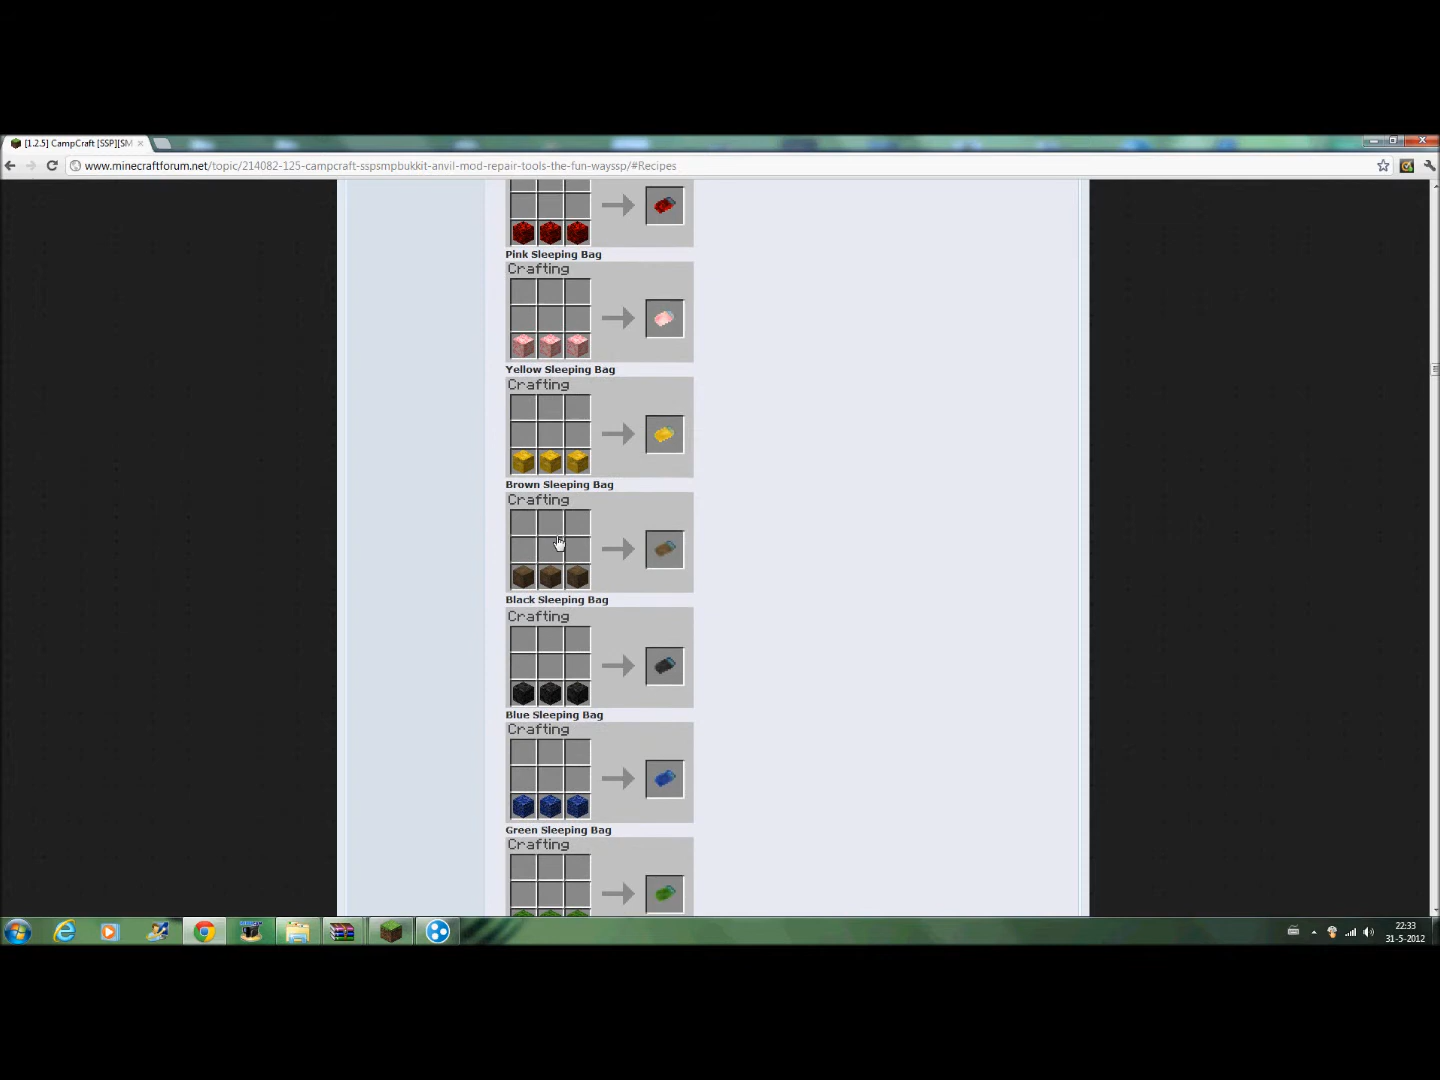 [1.2.5] CampCraft [SSP][SM
www.minecraftforum.net/topic/214082-125-campcraft-sspsmpbukkit-anvil-mod-repair-tools-the-fun-wayssp/#Recipes
Pink Sleeping Bag
Crafting
Yellow Sleeping Bag
Crafting
Brown Sleeping Bag
Crafting
Black Sleeping Bag
Crafting
Blue Sleeping Bag
Crafting
Green Sleeping Bag
Crafting
22:33
31-5-2012